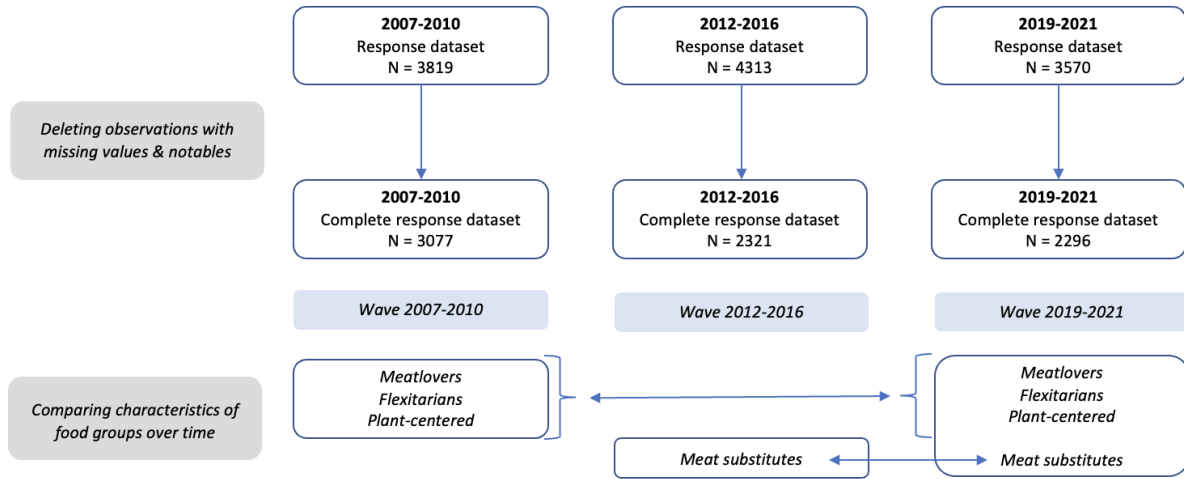 2007-2010
Response dataset
N = 3819
2012-2016
Response dataset
N = 4313
2019-2021
Response dataset
N = 3570
Deleting observations with
missing values & notables
2007-2010
Complete response dataset
N = 3077
2012-2016
Complete response dataset
N = 2321
2019-2021
Complete response dataset
N = 2296
Wave 2007-2010
Wave 2012-2016
Wave 2019-2021
Comparing characteristics of
food groups over time
Meatlovers
Flexitarians
Plant-centered
Meat substitutes
Meatlovers
Flexitarians
Plant-centered
Meat substitutes